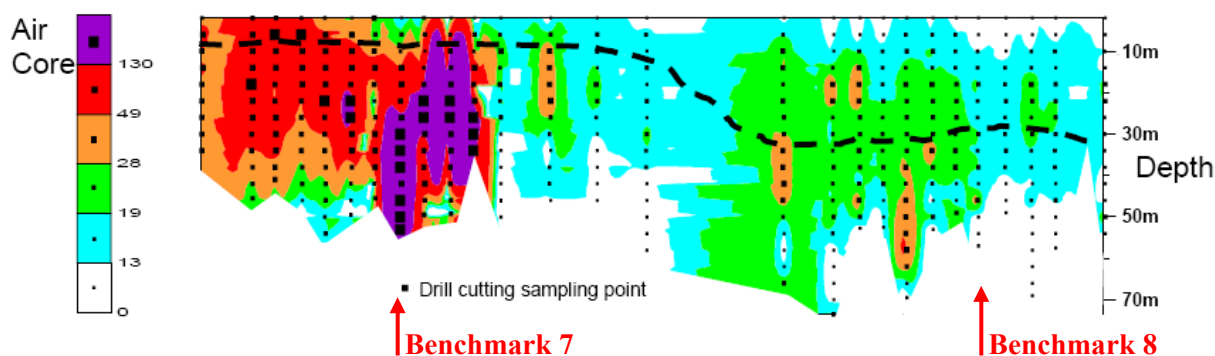 Air
Core
130
49
28
19
13
0
10m
30m
Depth
50m
70m
Drill cutting sampling point
Benchmark 7
Benchmark 8